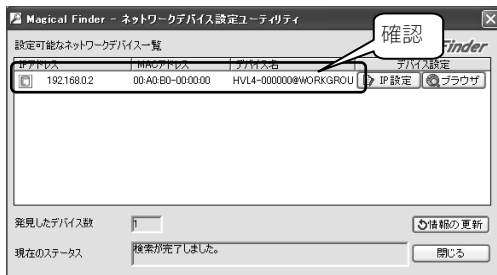 Magical Finder - ネットワークデバイス設定ユーティリティ
確認
設定可能なネットワークデバイス一覧
Finder
IPアドレス MACアドレス デバイス名 デバイス設定
192.168.0.2 00:A0:B0-00:00:00 HVL4-000000@WORKGROU IP設定 ブラウザ
発見したデバイス数 1 情報の更新
現在のステータス 検索が完了しました。 閉じる